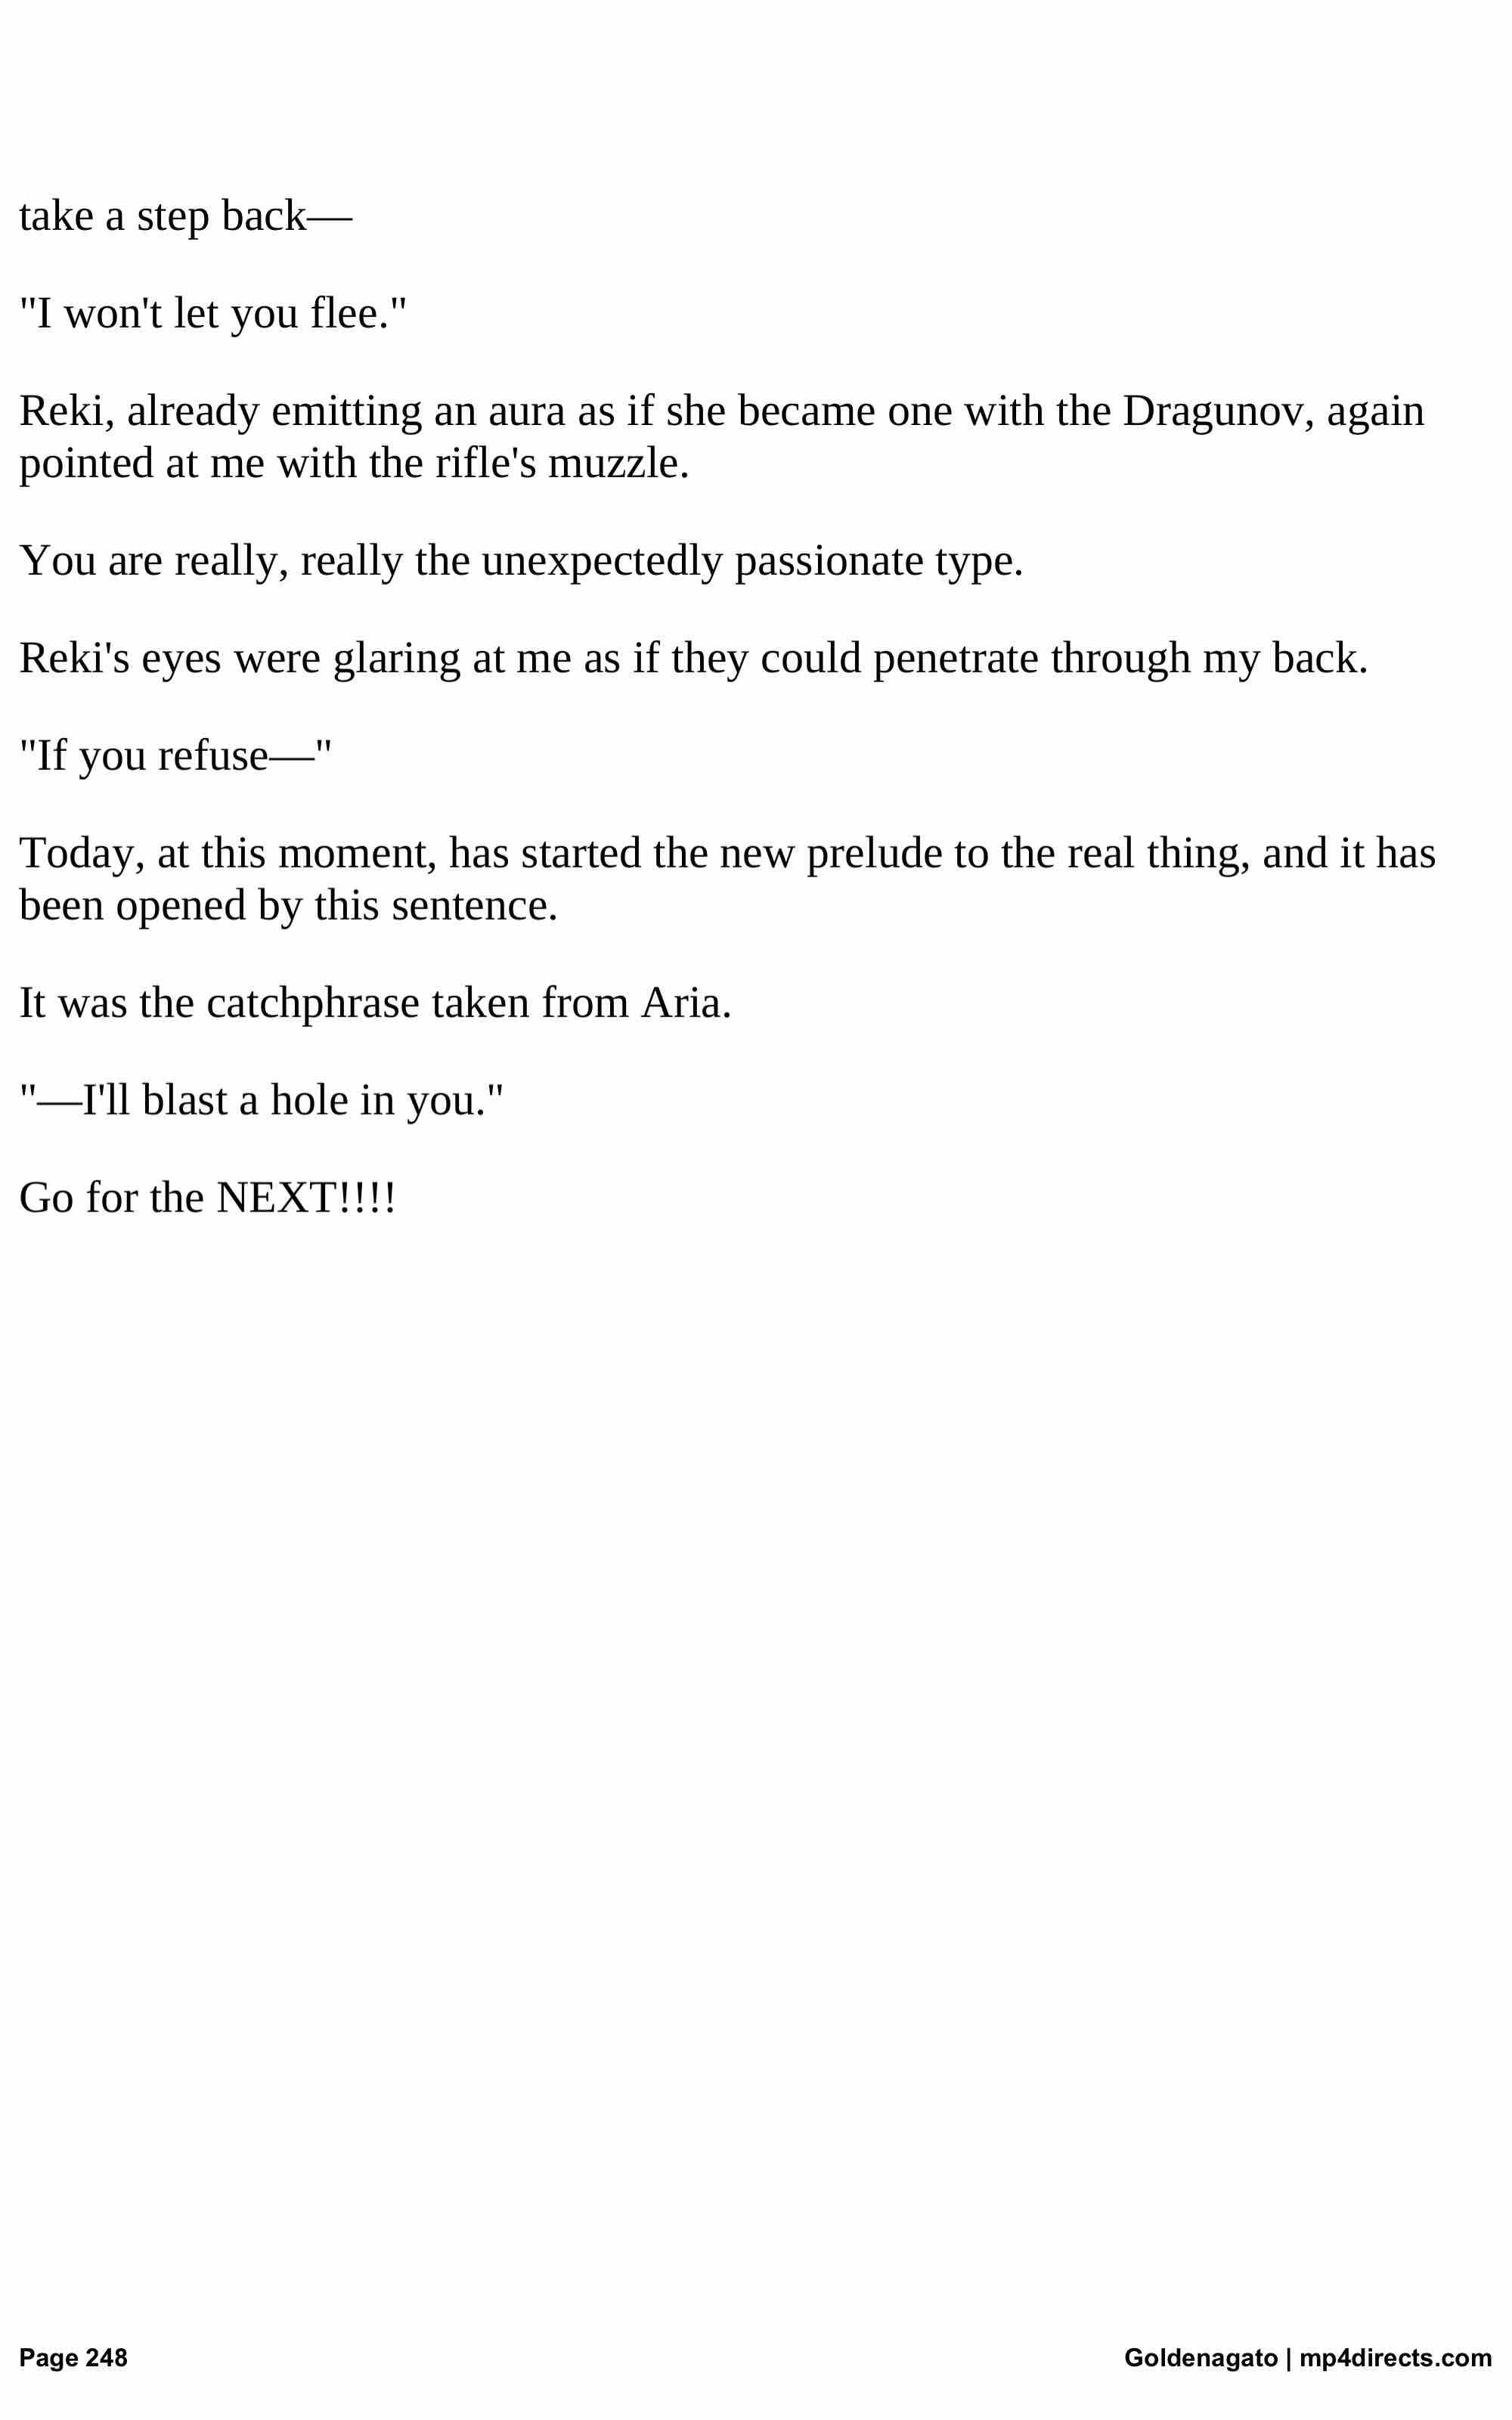 take a step back—
"I won't let you flee."
Reki, already emitting an aura as if she became one with the Dragunov, again
pointed at me with the rifle's muzzle.
You are really, really the unexpectedly passionate type.
Reki's eyes were glaring at me as if they could penetrate through my back.
"If you refuse—"
Today, at this moment, has started the new prelude to the real thing, and it has
been opened by this sentence.
It was the catchphrase taken from Aria.
"—I'll blast a hole in you."
Go for the NEXT!!!!
Page 248
Goldenagato | mp4directs.com